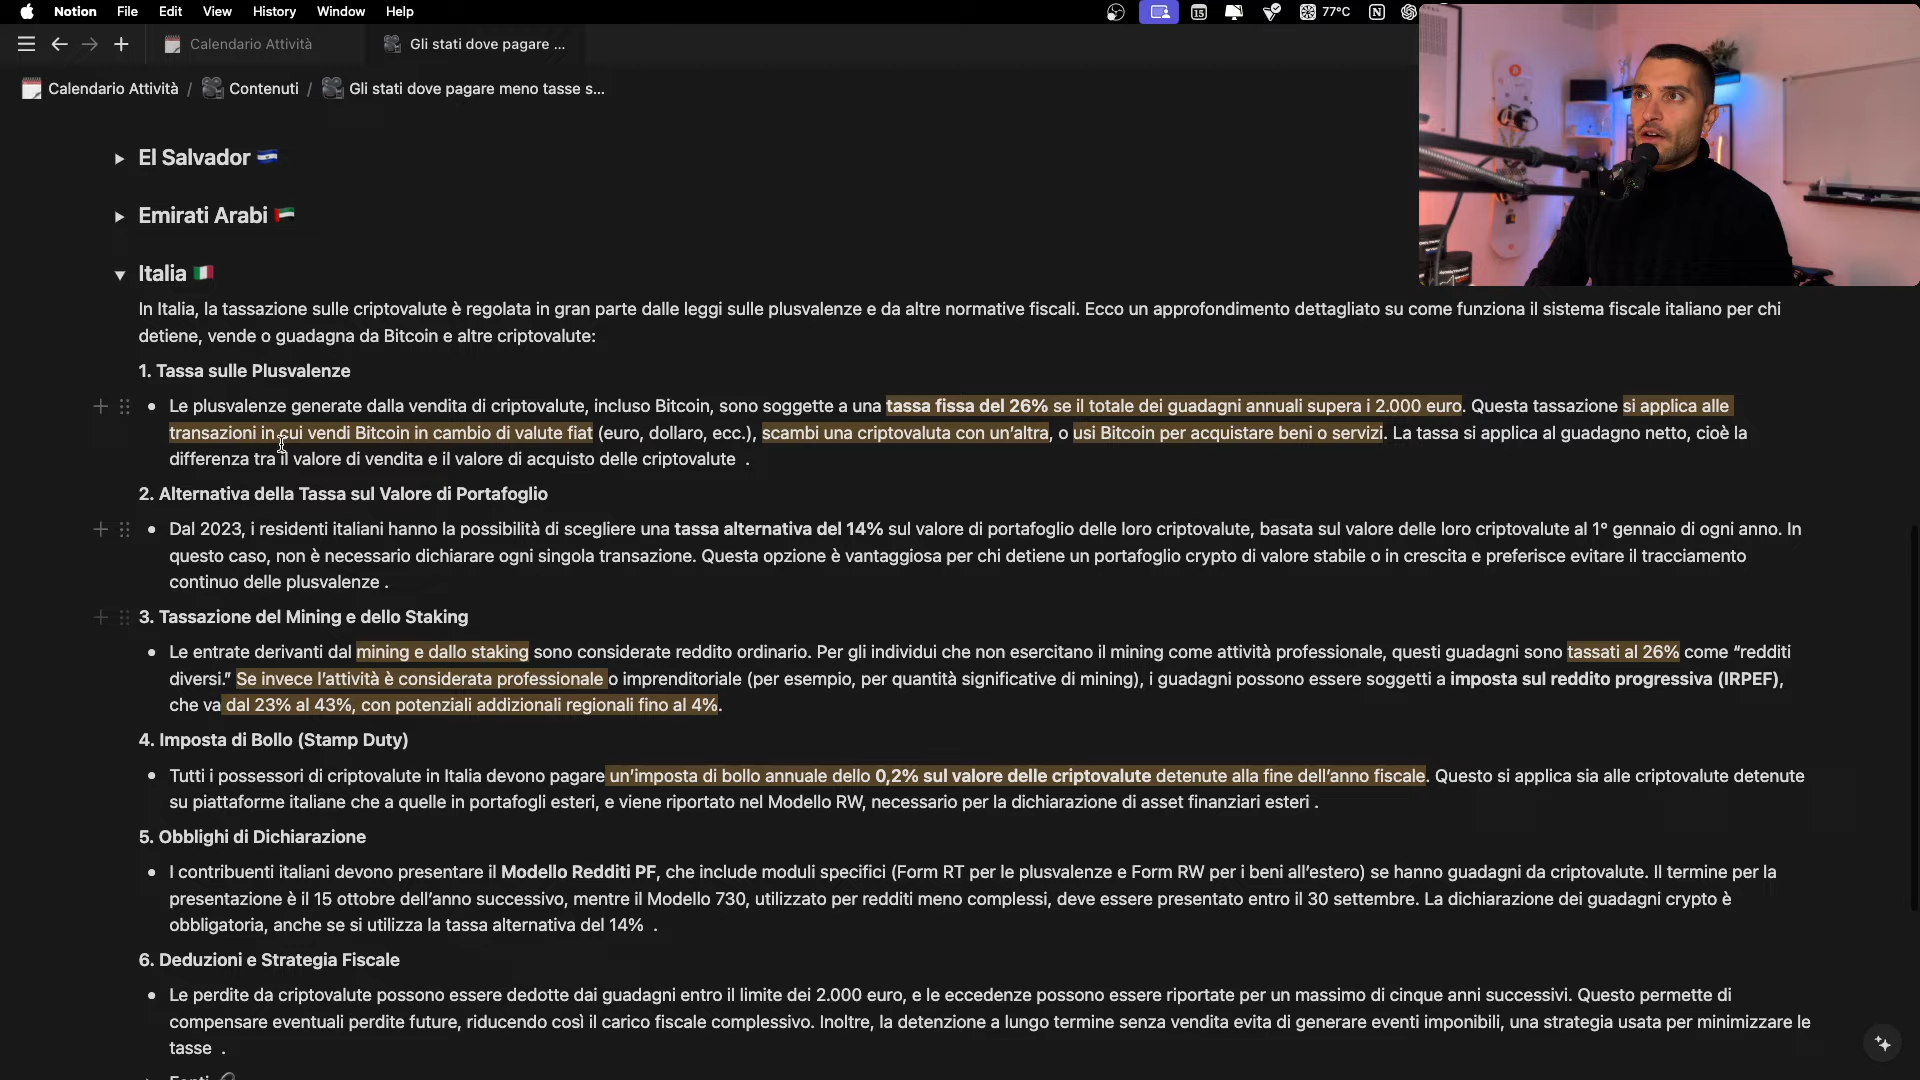 Notion File Edit View History Window Help
15 77°C
Calendario Attività Gli stati dove pagare ...
Calendario Attività / Contenuti / Gli stati dove pagare meno tasse s...
El Salvador
Emirati Arabi
Italia
In Italia, la tassazione sulle criptovalute è regolata in gran parte dalle leggi sulle plusvalenze e da altre normative fiscali. Ecco un approfondimento dettagliato su come funziona il sistema fiscale italiano per chi
detiene, vende o guadagna da Bitcoin e altre criptovalute:
1. Tassa sulle Plusvalenze
• Le plusvalenze generate dalla vendita di criptovalute, incluso Bitcoin, sono soggette a una tassa fissa del 26% se il totale dei guadagni annuali supera i 2.000 euro. Questa tassazione si applica alle
transazioni in cui vendi Bitcoin in cambio di valute fiat (euro, dollaro, ecc.), scambi una criptovaluta con un'altra, o usi Bitcoin per acquistare beni o servizi. La tassa si applica al guadagno netto, cioè la
differenza tra il valore di vendita e il valore di acquisto delle criptovalute .
2. Alternativa della Tassa sul Valore di Portafoglio
• Dal 2023, i residenti italiani hanno la possibilità di scegliere una tassa alternativa del 14% sul valore di portafoglio delle loro criptovalute, basata sul valore delle loro criptovalute al 1° gennaio di ogni anno. In
questo caso, non è necessario dichiarare ogni singola transazione. Questa opzione è vantaggiosa per chi detiene un portafoglio crypto di valore stabile o in crescita e preferisce evitare il tracciamento
continuo delle plusvalenze .
3. Tassazione del Mining e dello Staking
• Le entrate derivanti dal mining e dallo staking sono considerate reddito ordinario. Per gli individui che non esercitano il mining come attività professionale, questi guadagni sono tassati al 26% come “redditi
diversi.” Se invece l'attività è considerata professionale o imprenditoriale (per esempio, per quantità significative di mining), i guadagni possono essere soggetti a imposta sul reddito progressiva (IRPEF),
che va dal 23% al 43%, con potenziali addizionali regionali fino al 4%.
4. Imposta di Bollo (Stamp Duty)
• Tutti i possessori di criptovalute in Italia devono pagare un'imposta di bollo annuale dello 0,2% sul valore delle criptovalute detenute alla fine dell'anno fiscale. Questo si applica sia alle criptovalute detenute
su piattaforme italiane che a quelle in portafogli esteri, e viene riportato nel Modello RW, necessario per la dichiarazione di asset finanziari esteri .
5. Obblighi di Dichiarazione
• I contribuenti italiani devono presentare il Modello Redditi PF, che include moduli specifici (Form RT per le plusvalenze e Form RW per i beni all'estero) se hanno guadagni da criptovalute. Il termine per la
presentazione è il 15 ottobre dell'anno successivo, mentre il Modello 730, utilizzato per redditi meno complessi, deve essere presentato entro il 30 settembre. La dichiarazione dei guadagni crypto è
obbligatoria, anche se si utilizza la tassa alternativa del 14% .
6. Deduzioni e Strategia Fiscale
• Le perdite da criptovalute possono essere dedotte dai guadagni entro il limite dei 2.000 euro, e le eccedenze possono essere riportate per un massimo di cinque anni successivi. Questo permette di
compensare eventuali perdite future, riducendo così il carico fiscale complessivo. Inoltre, la detenzione a lungo termine senza vendita evita di generare eventi imponibili, una strategia usata per minimizzare le
tasse .